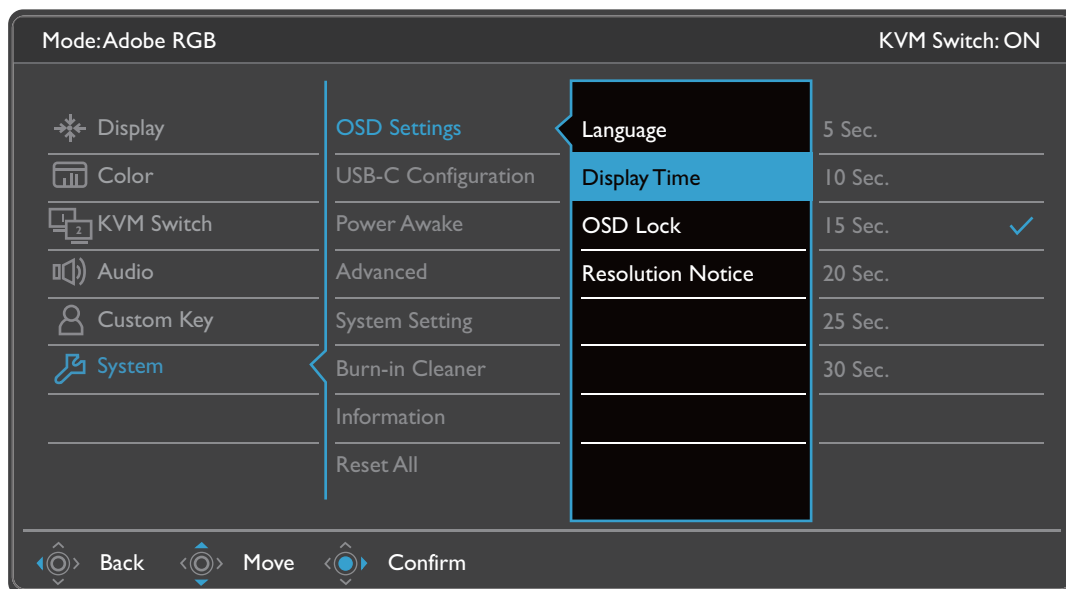 Mode: Adobe RGB
KVM Switch: ON
Display
Color
1
2
KVM Switch
Audio
Custom Key
System
OSD Settings
USB-C Configuration
Power Awake
Advanced
System Setting
Burn-in Cleaner
Information
Reset All
Language
Display Time
OSD Lock
Resolution Notice
5 Sec.
10 Sec.
15 Sec.
20 Sec.
25 Sec.
30 Sec.
Back
Move
Confirm